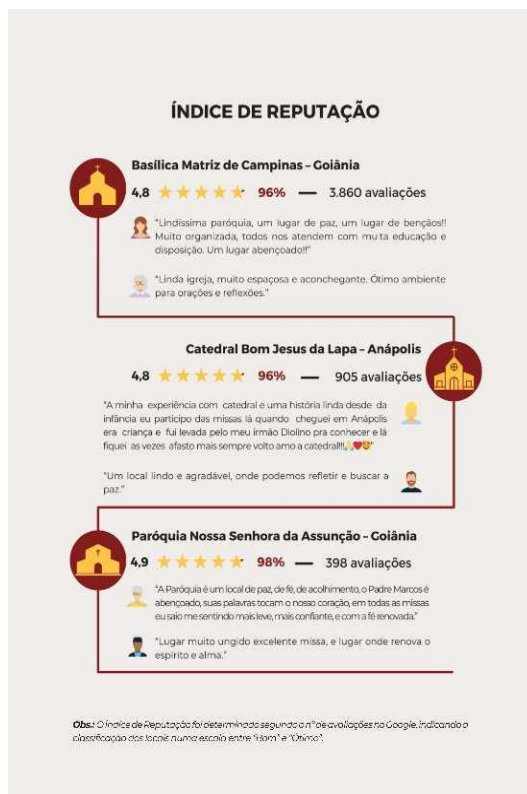 ÍNDICE DE REPUTAÇÃO
Basílica Matriz de Campinas – Goiânia
4,8 96% — 3.860 avaliações
"Lindíssima paróquia, um lugar de paz, um lugar de bençãos!!
Muito organizada, todos nos atendem com muita educação e
disposição. Um lugar abençoado!!"
"Linda igreja, muito espaçosa e aconchegante. Ótimo ambiente
para orações e reflexões."
Catedral Bom Jesus da Lapa – Anápolis
4,8 96% — 905 avaliações
"A minha experiência com catedral e uma história linda desde da
infância eu participo das missas lá quando cheguei em Anápolis
era criança e fui levada pelo meu irmão Diolino pra conhecer e lá
fiquei as vezes afasto mais sempre volto amo a catedral!!!🙏❤️😍"
"Um local lindo e agradável, onde podemos refletir e buscar a
paz."
Paróquia Nossa Senhora da Assunção – Goiânia
4,9 98% — 398 avaliações
"A Paróquia é um local de paz, de fé, de acolhimento, o Padre Marcos é
abençoado, suas palavras tocam o nosso coração, em todas as missas
eu saio me sentindo mais leve, mais confiante, e com a fé renovada."
"Lugar muito ungido excelente missa, e lugar onde renova o
espírito e alma."
Obs.: O Índice de Reputação foi determinado segundo o nº de avaliações no Google, indicando a
classificação dos locais numa escala entre "Bom" e "Ótimo".